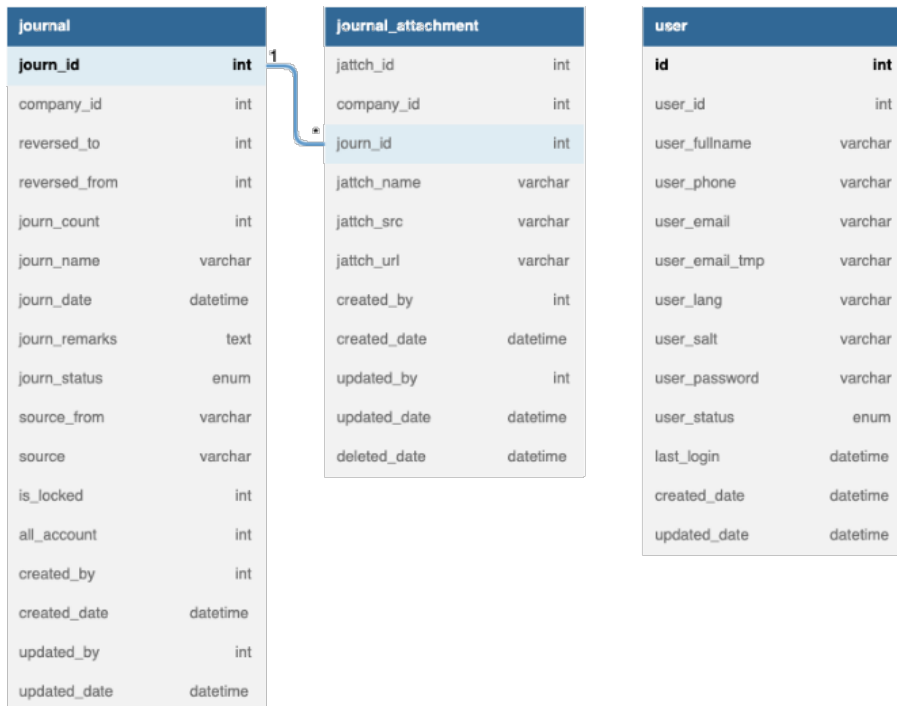 journal
journ_id int
company_id int
reversed_to int
reversed_from int
journ_count int
journ_name varchar
journ_date datetime
journ_remarks text
journ_status enum
source_from varchar
source varchar
is_locked int
all_account int
created_by int
created_date datetime
updated_by int
updated_date datetime
1
*
journal_attachment
jattch_id int
company_id int
journ_id int
jattch_name varchar
jattch_src varchar
jattch_url varchar
created_by int
created_date datetime
updated_by int
updated_date datetime
deleted_date datetime
user
id int
user_id int
user_fullname varchar
user_phone varchar
user_email varchar
user_email_tmp varchar
user_lang varchar
user_salt varchar
user_password varchar
user_status enum
last_login datetime
created_date datetime
updated_date datetime